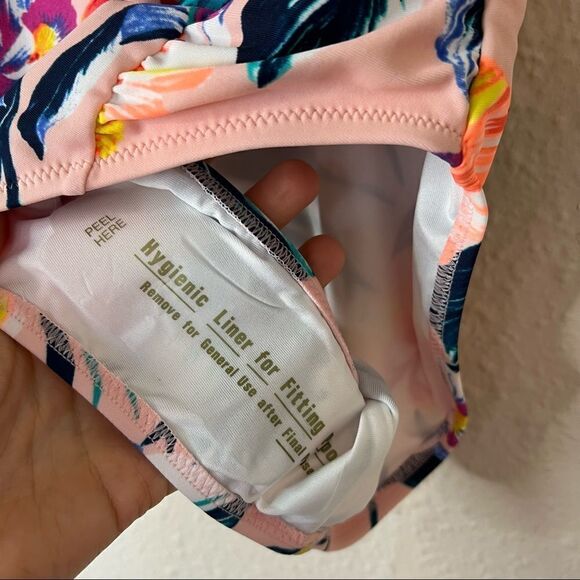 PEEL
HERE
Hygienic Liner for Fitting
Remove for General Use after Final